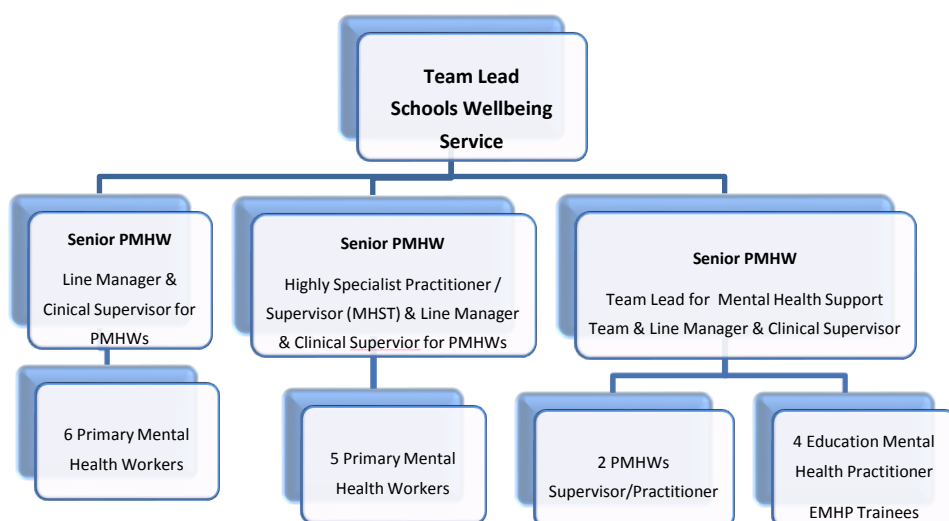 Team Lead
Schools Wellbeing
Service
Senior PMHW
Line Manager &
Cinical Supervisor for
PMHWs
Senior PMHW
Highly Specialist Practitioner /
Supervisor (MHST) & Line Manager
& Clinical Supervior for PMHWs
Senior PMHW
Team Lead for Mental Health Support
Team & Line Manager & Clinical Supervisor
6 Primary Mental
Health Workers
5 Primary Mental
Health Workers
2 PMHWs
Supervisor/Practitioner
4 Education Mental
Health Practitioner
EMHP Trainees